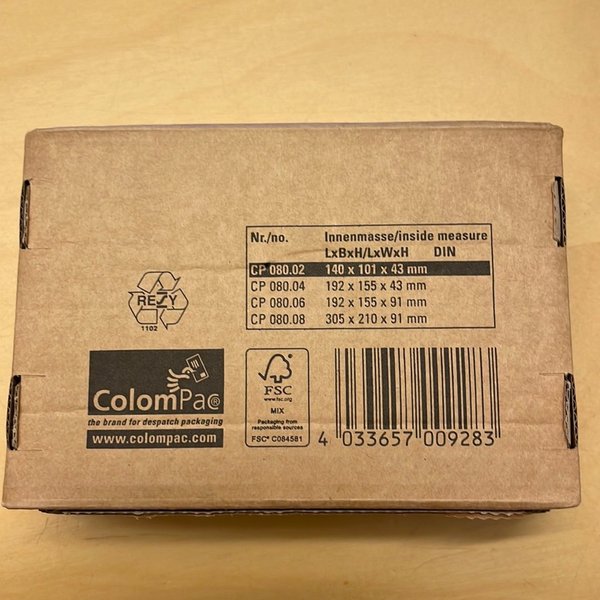 Nr./no. Innenmasse/inside measure
LxBxH/LxWxH DIN
CP 080.02 140 x 101 x 43 mm
CP 080.04 192 x 155 x 43 mm
CP 080.06 192 x 155 x 91 mm
CP 080.08 305 x 210 x 91 mm
RESY
1102
ColomPac®
the brand for despatch packaging
www.colompac.com
FSC
www.fsc.org
MIX
Packaging from
responsible sources
FSC® C084581
4 033657 009283